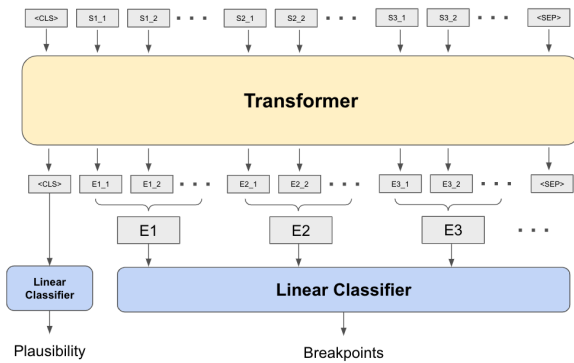 <CLS> S1_1 S1_2 S2_1 S2_2 S3_1 S3_2 <SEP>
Transformer
<CLS> E1_1 E1_2 E2_1 E2_2 E3_1 E3_2 <SEP>
E1 E2 E3
Linear
Classifier
Linear Classifier
Plausibility
Breakpoints